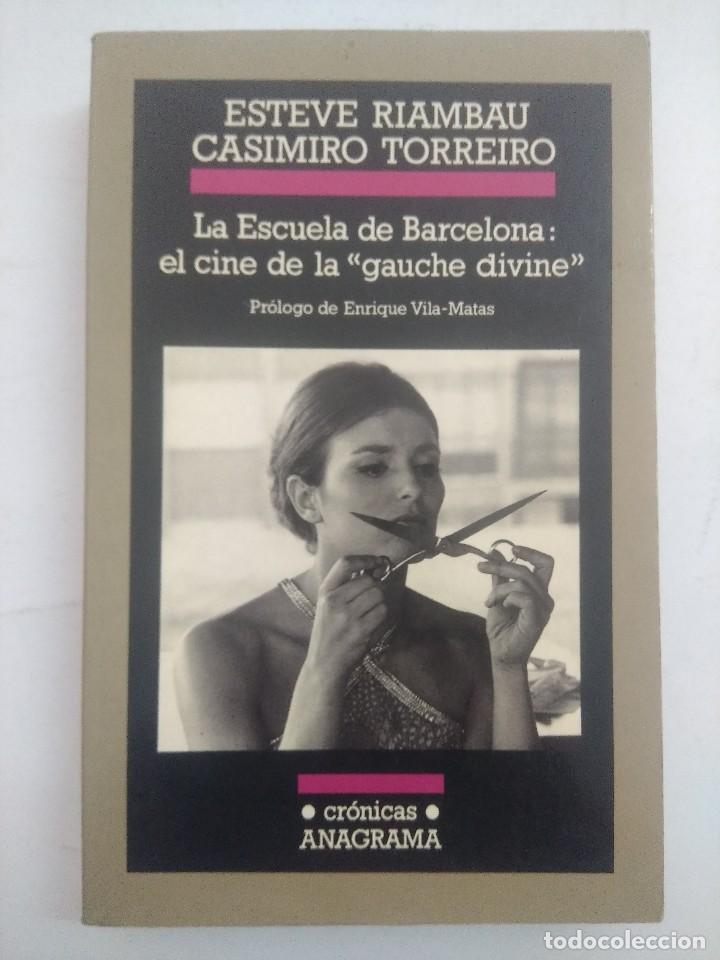 ESTEVE RIAMBAU
CASIMIRO TORREIRO
La Escuela de Barcelona:
el cine de la “gauche divine”
Prólogo de Enrique Vila-Matas
• crónicas •
ANAGRAMA
todocoleccion